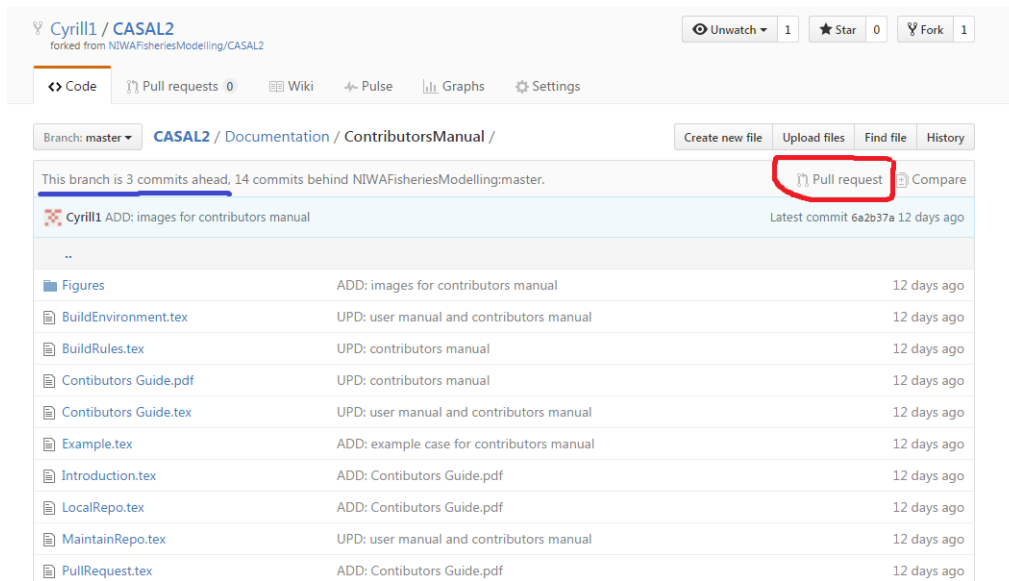 Cyrill1 / CASAL2
forked from NIWAFisheriesModelling/CASAL2
Unwatch 1 Star 0 Fork 1
Code Pull requests 0 Wiki Pulse Graphs Settings
Branch: master CASAL2 / Documentation / ContributorsManual / Create new file Upload files Find file History
This branch is 3 commits ahead, 14 commits behind NIWAFisheriesModelling:master. Pull request Compare
Cyrill1 ADD: images for contributors manual Latest commit 6a2b37a 12 days ago
..
Figures ADD: images for contributors manual 12 days ago
BuildEnvironment.tex UPD: user manual and contributors manual 12 days ago
BuildRules.tex UPD: contributors manual 12 days ago
Contibutors Guide.pdf UPD: contributors manual 12 days ago
Contibutors Guide.tex UPD: user manual and contributors manual 12 days ago
Example.tex ADD: example case for contributors manual 12 days ago
Introduction.tex ADD: Contibutors Guide.pdf 12 days ago
LocalRepo.tex ADD: Contibutors Guide.pdf 12 days ago
MaintainRepo.tex UPD: user manual and contributors manual 12 days ago
PullRequest.tex ADD: Contibutors Guide.pdf 12 days ago